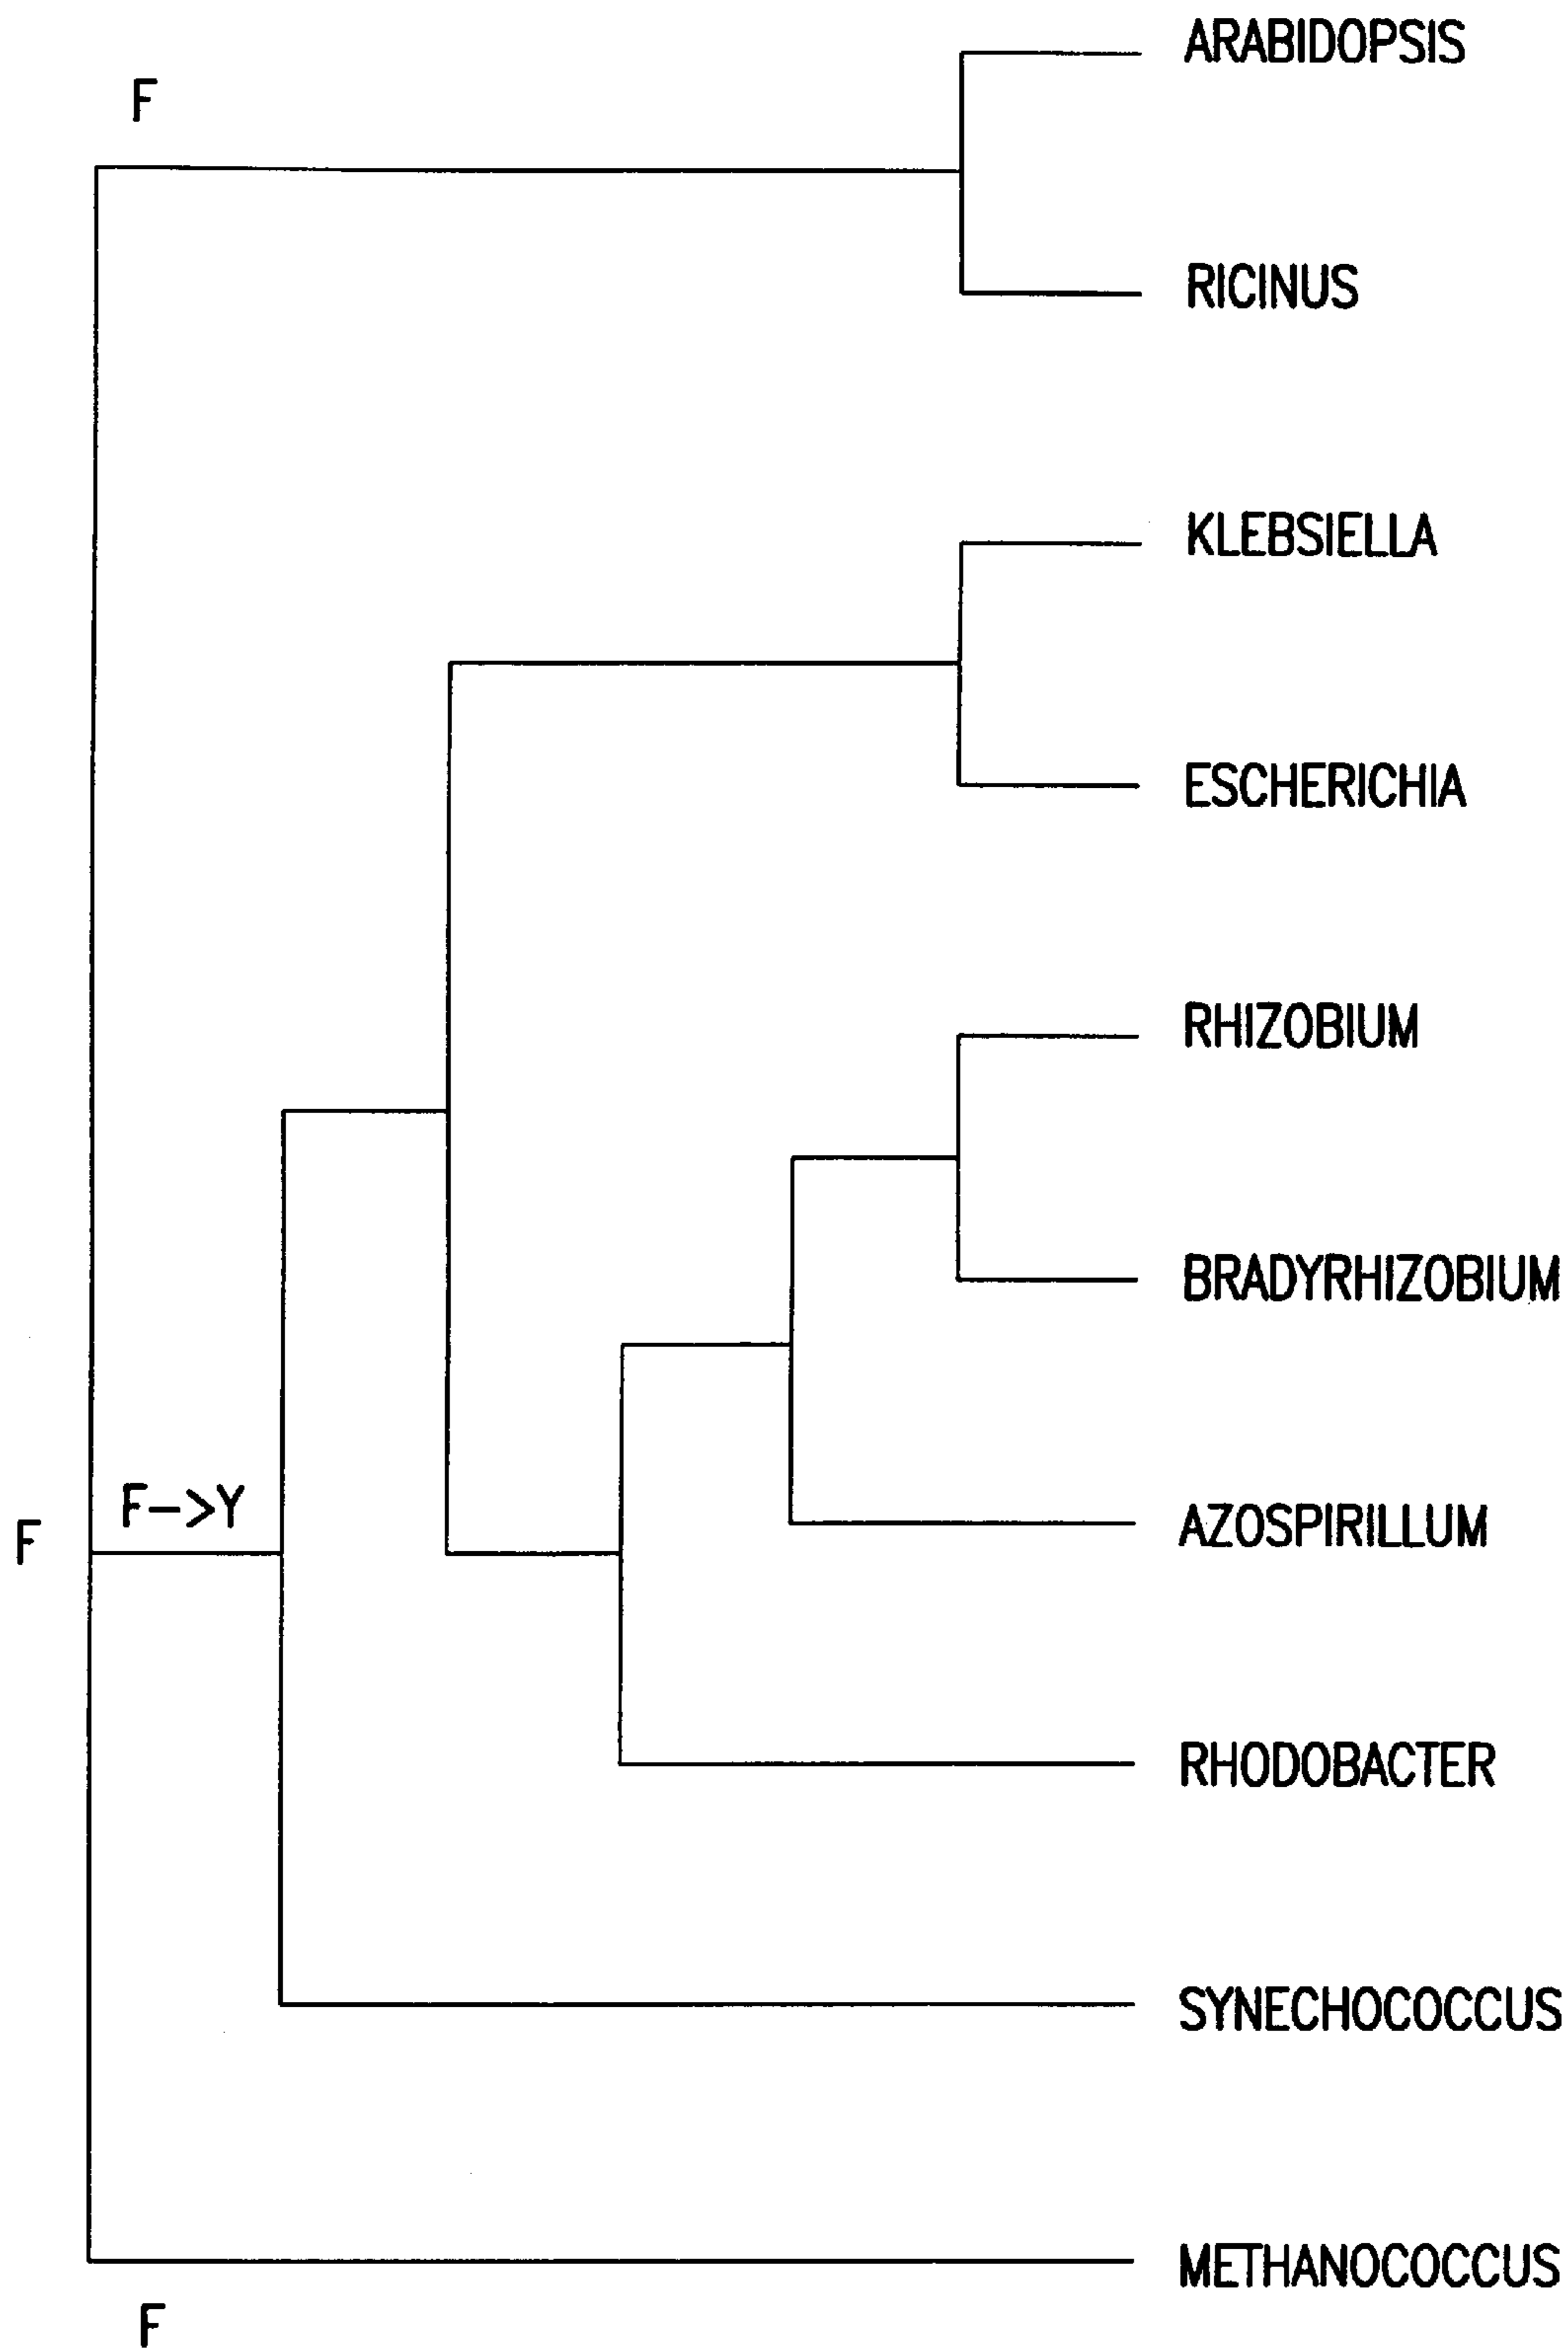 ARABIDOPSIS
F
RICINUS
KLEBSIELLA
ESCHERICHIA
RHIZOBIUM
BRADYRHIZOBIUM
F->Y
AZOSPIRILLUM
F
RHODOBACTER
SYNECHOCOCCUS
METHANOCOCCUS
F